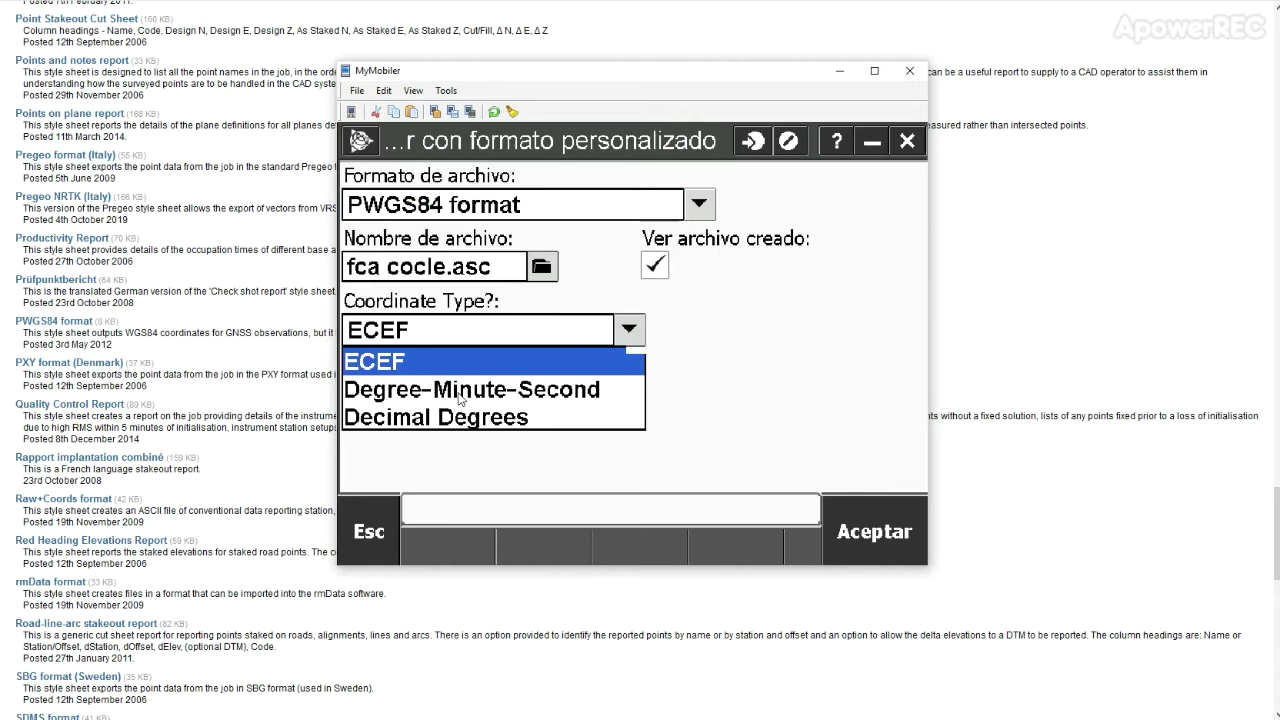 Posted 7th February 2011.
Point Stakeout Cut Sheet (160 KB)
Column headings - Name, Code, Design N, Design E, Design Z, As Staked N, As Staked E, As Staked Z, Cut/Fill, Δ N, Δ E, Δ Z
Posted 12th September 2006
Points and notes report (33 KB)
This style sheet is designed to list all the point names in the job, in the orde
can be a useful report to supply to a CAD operator to assist them in
understanding how the surveyed points are to be handled in the CAD syste
Posted 29th November 2006
Points on plane report (168 KB)
This style sheet reports the details of the plane definitions for all planes de
easured rather than intersected points.
Posted 11th March 2014.
Pregeo format (Italy) (55 KB)
This style sheet exports the point data from the job in the standard Pregeo
Posted 5th June 2009
Pregeo NRTK (Italy) (166 KB)
This version of the Pregeo style sheet allows the export of vectors from VRS
Posted 4th October 2019
Productivity Report (70 KB)
This style sheet provides details of the occupation times of different base a
Posted 27th October 2006
Prüfpunktbericht (64 KB)
This is the translated German version of the 'Check shot report' style sheet.
Posted 23rd October 2008
PWGS84 format (8 KB)
This style sheet outputs WGS84 coordinates for GNSS observations, but it
Posted 3rd May 2012
PXY format (Denmark) (37 KB)
This style sheet exports the point data from the job in the PXY format used i
Posted 12th September 2006
Quality Control Report (89 KB)
This style sheet creates a report on the job providing details of the instrume
nts without a fixed solution, lists of any points fixed prior to a loss of initialisation
due to high RMS within 5 minutes of initialisation, instrument station setups
Posted 8th December 2014
Rapport implantation combiné (159 KB)
This is a French language stakeout report.
23rd October 2008
Raw+Coords format (42 KB)
This style sheet creates an ASCII file of conventional data reporting station,
Posted 19th November 2009
Red Heading Elevations Report (59 KB)
This style sheet reports the staked elevations for staked road points. The co
Posted 12th September 2006
rmData format (33 KB)
This style sheet creates files in a format that can be imported into the rmData software.
Posted 19th November 2009
Road-line-arc stakeout report (82 KB)
This is a generic cut sheet report for reporting points staked on roads, alignments, lines and arcs. There is an option provided to identify the reported points by name or by station and offset and an option to allow the delta elevations to a DTM to be reported. The column headings are: Name or
Station/Offset, dStation, dOffset, dElev, (optional DTM), Code.
Posted 27th January 2011.
SBG format (Sweden) (35 KB)
This style sheet exports the point data from the job in SBG format (used in Sweden).
Posted 12th September 2006
SDMS format (41 KB)
ApowerREC
MyMobiler
File Edit View Tools
...r con formato personalizado
?
Formato de archivo:
PWGS84 format
Nombre de archivo: Ver archivo creado:
fca cocle.asc
Coordinate Type?:
ECEF
ECEF
Degree-Minute-Second
Decimal Degrees
Esc Aceptar